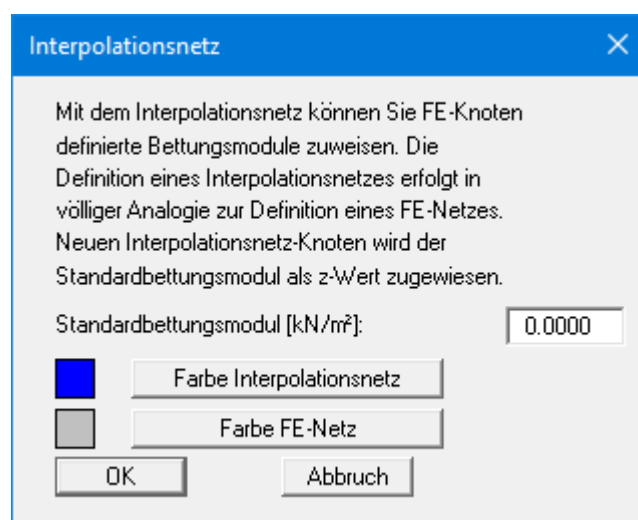 Interpolationsnetz
Mit dem Interpolationsnetz können Sie FE-Knoten
definierte Bettungsmodule zuweisen. Die
Definition eines Interpolationsnetzes erfolgt in
völliger Analogie zur Definition eines FE-Netzes.
Neuen Interpolationsnetz-Knoten wird der
Standardbettungsmodul als z-Wert zugewiesen.
Standardbettungsmodul [kN/m²]: 0.0000
Farbe Interpolationsnetz
Farbe FE-Netz
OK Abbruch